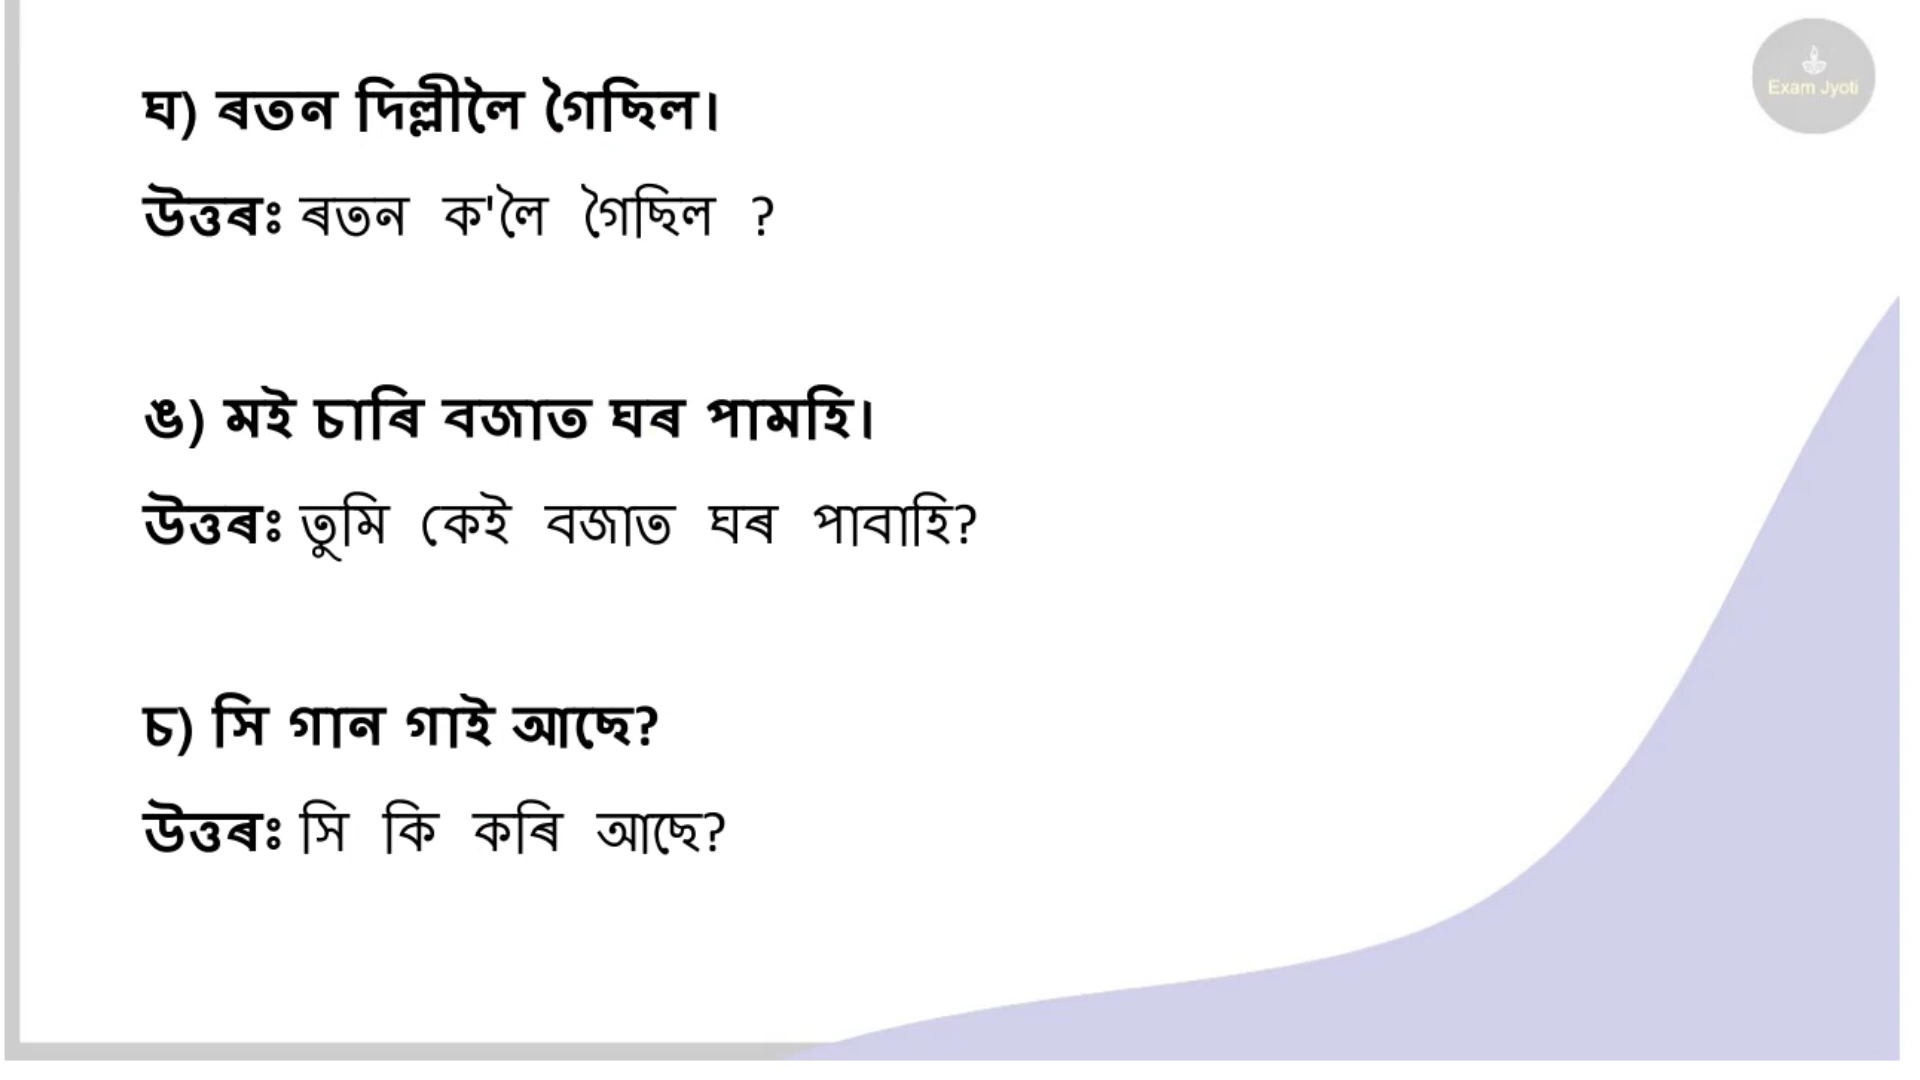 Exam Jyoti
ঘ) ৰতন দিল্লীলৈ গৈছিল।
উত্তৰঃ ৰতন ক'লৈ গৈছিল ?
ঙ) মই চাৰি বজাত ঘৰ পামহি।
উত্তৰঃ তুমি কেই বজাত ঘৰ পাবাহি?
চ) সি গান গাই আছে?
উত্তৰঃ সি কি কৰি আছে?